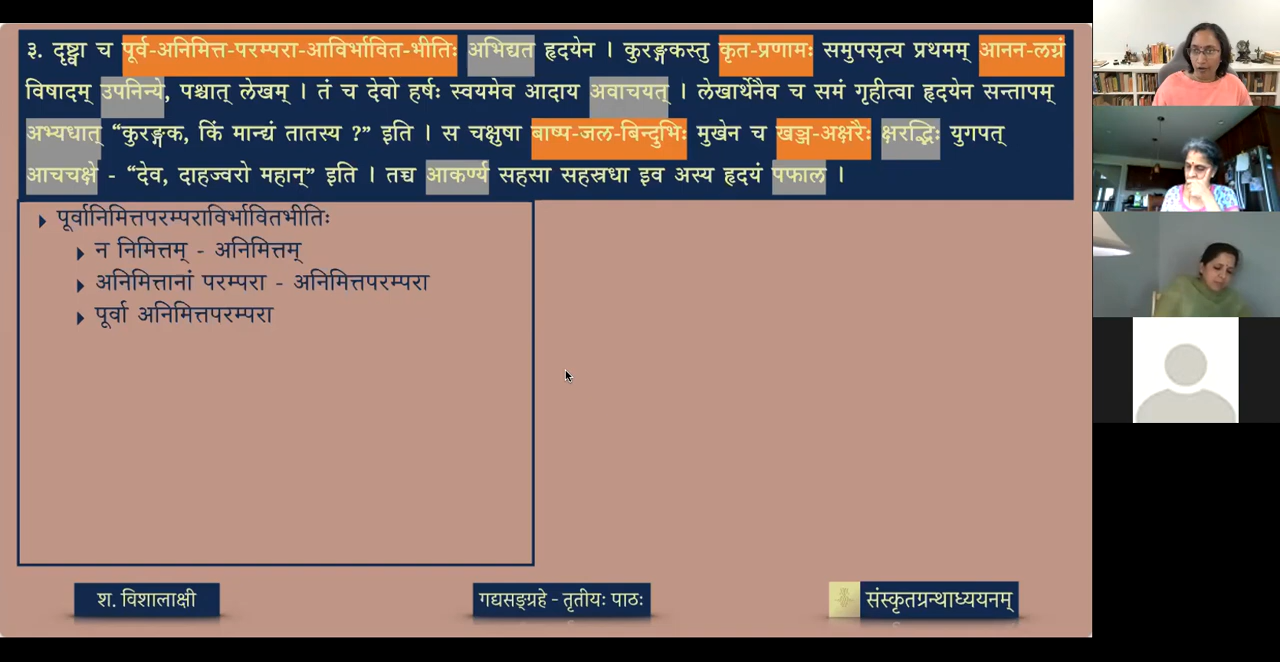 ३. दृष्ट्वा च पूर्व-अनिमित्त-परम्परा-आविर्भावित-भीतिः अभिद्यत हृदयेन । कुरङ्गकस्तु कृत-प्रणामः समुपसृत्य प्रथमम् आनन-लग्नं
विषादम् उपनिन्ये, पश्चात् लेखम् । तं च देवो हर्षः स्वयमेव आदाय अवाचयत् । लेखार्थेनैव च समं गृहीत्वा हृदयेन सन्तापम्
अभ्यधात् “कुरङ्गक, किं मान्द्यं तातस्य ?” इति । स चक्षुषा बाष्प-जल-बिन्दुभिः मुखेन च खञ्ज-अक्षरैः क्षरद्भिः युगपत्
आचचक्षे - “देव, दाहज्वरो महान्” इति । तच्च आकर्ण्य सहसा सहस्रधा इव अस्य हृदयं पफाल ।
पूर्वानिमित्तपरम्पराविर्भावितभीतिः
न निमित्तम् - अनिमित्तम्
अनिमित्तानां परम्परा - अनिमित्तपरम्परा
पूर्वा अनिमित्तपरम्परा
श. विशालाक्षी
गद्यसङ्ग्रहे - तृतीयः पाठः
संस्कृतग्रन्थाध्ययनम्